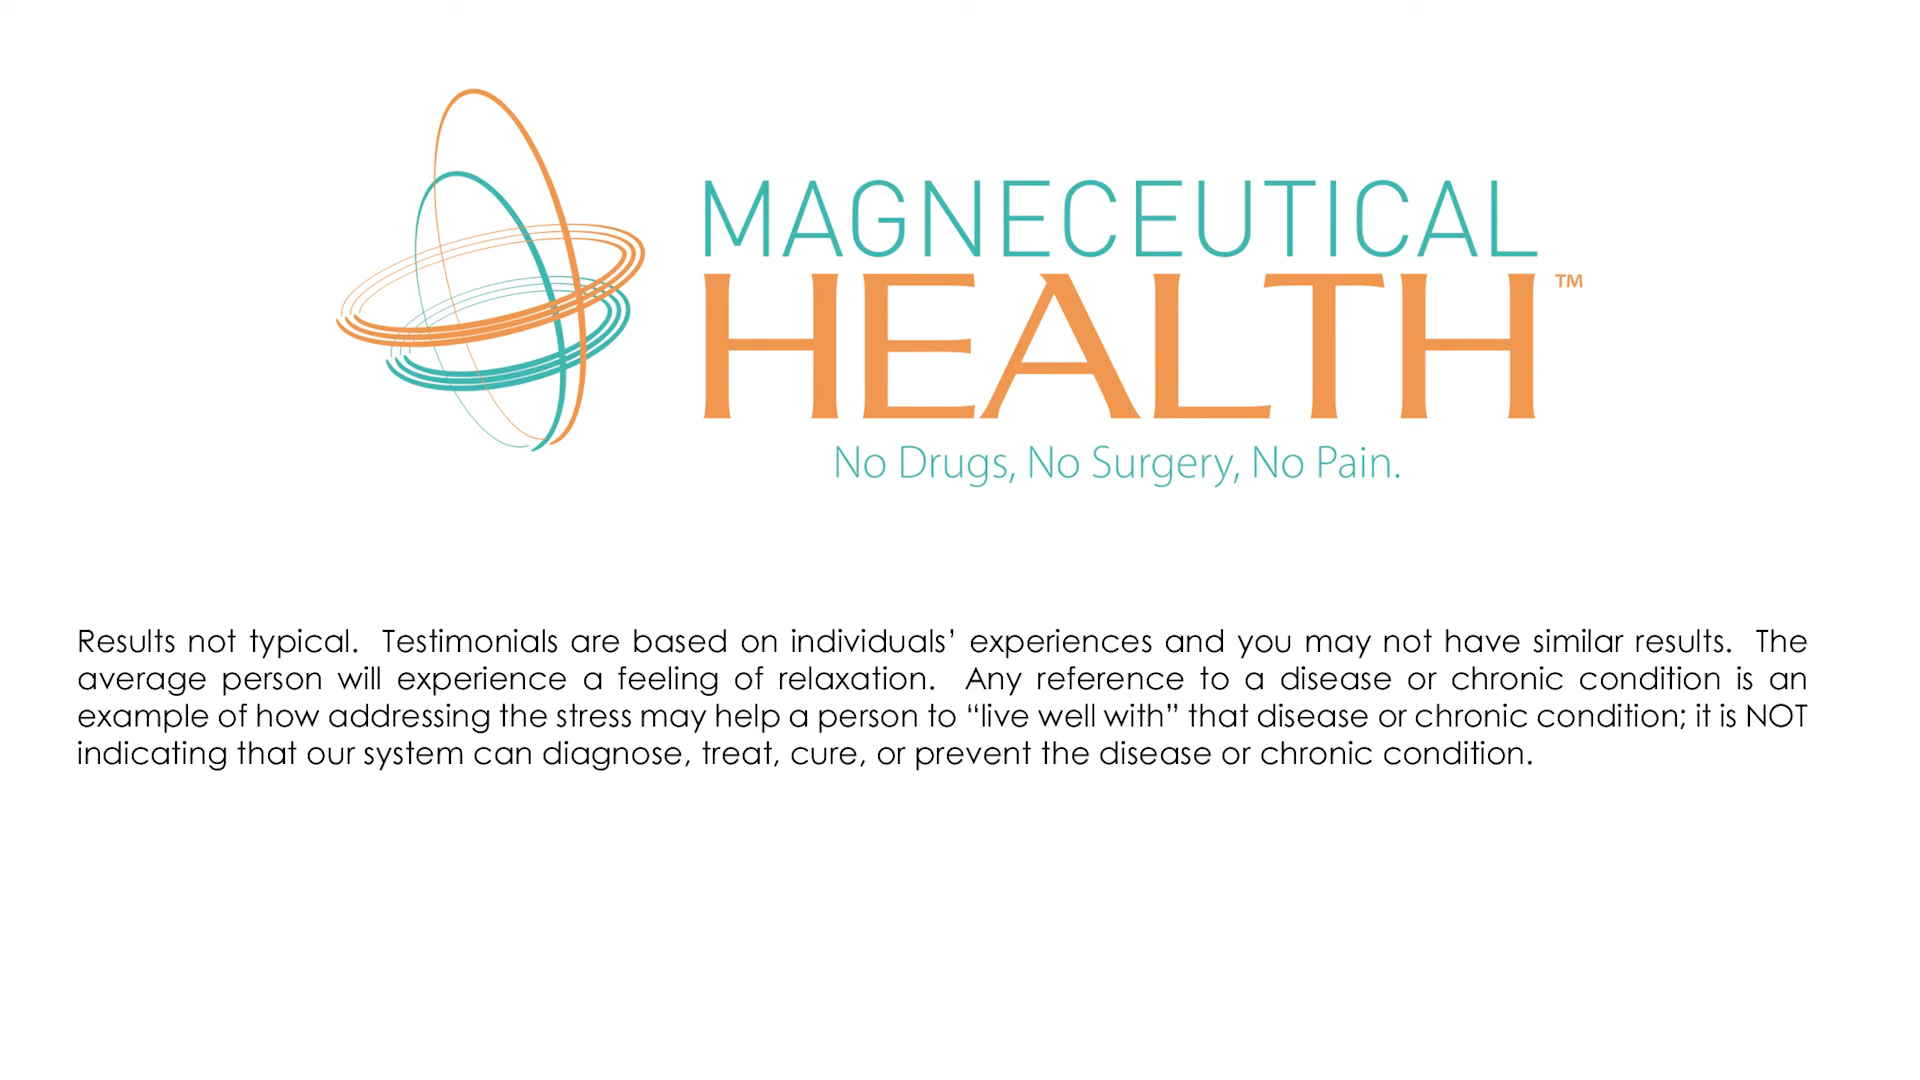 MAGNECEUTICAL
HEALTH™
No Drugs, No Surgery, No Pain.
Results not typical.  Testimonials are based on individuals’ experiences and you may not have similar results.  The
average person will experience a feeling of relaxation.  Any reference to a disease or chronic condition is an
example of how addressing the stress may help a person to “live well with” that disease or chronic condition; it is NOT
indicating that our system can diagnose, treat, cure, or prevent the disease or chronic condition.